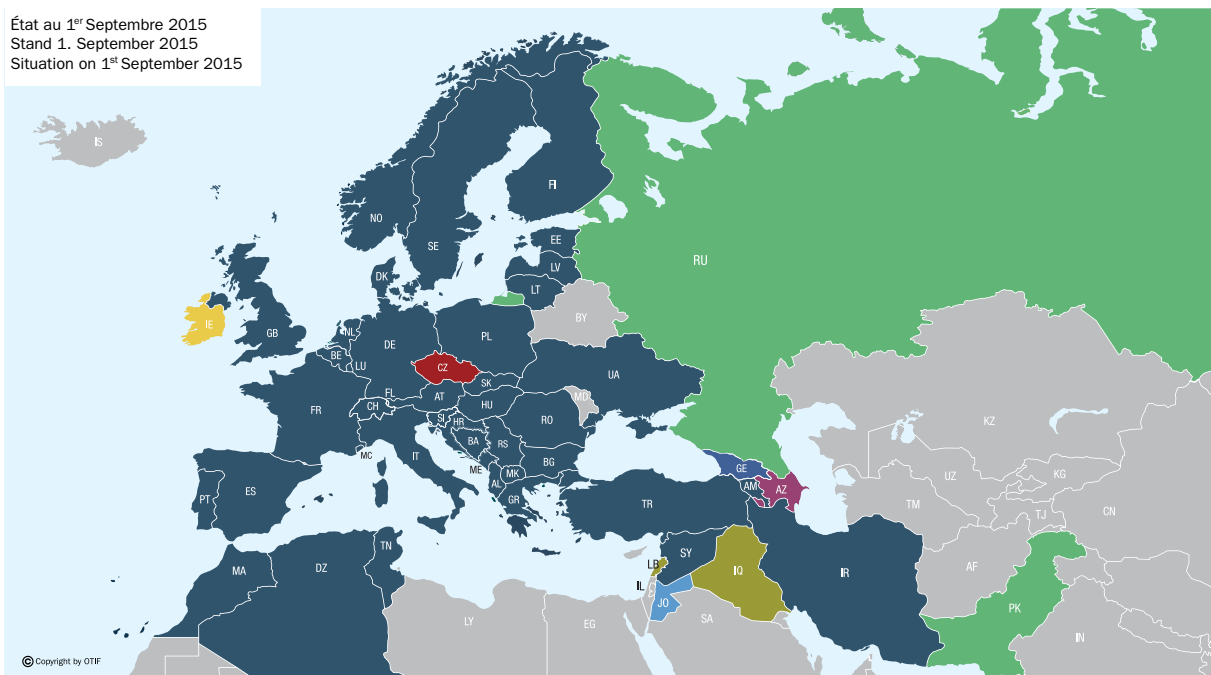 État au 1er Septembre 2015
Stand 1. September 2015
Situation on 1st September 2015
IS
FI
NO
SE
EE
RU
LV
DK
LT
IE
BY
GB
NL
PL
DE
BE
LU
CZ
UA
SK
FL
AT
MD
CH
HU
FR
SI
HR
RO
KZ
BA
RS
MC
IT
BG
ME
MK
GE
KG
UZ
AL
AM
AZ
PT
ES
GR
TR
TM
CN
TJ
TN
SY
LB
AF
MA
DZ
IQ
IR
IL
JO
PK
LY
EG
SA
IN
© Copyright by OTIF